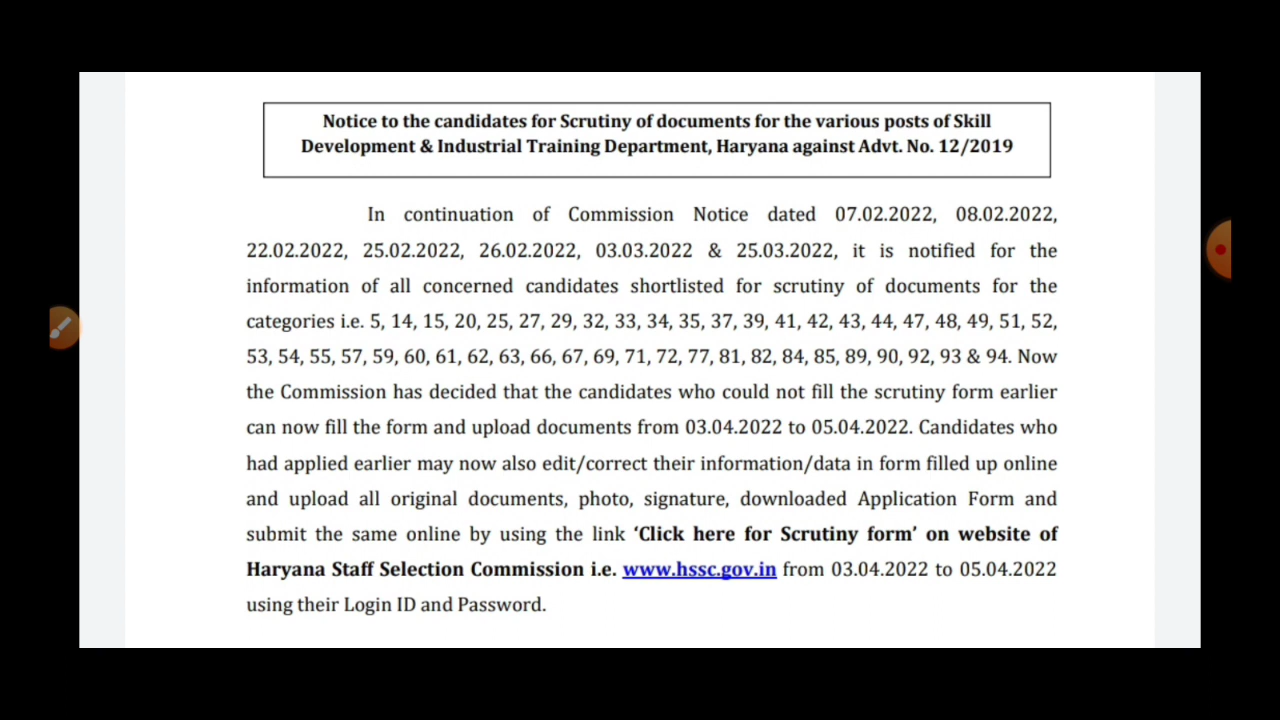 Notice to the candidates for Scrutiny of documents for the various posts of Skill
Development & Industrial Training Department, Haryana against Advt. No. 12/2019
In continuation of Commission Notice dated 07.02.2022, 08.02.2022,
22.02.2022, 25.02.2022, 26.02.2022, 03.03.2022 & 25.03.2022, it is notified for the
information of all concerned candidates shortlisted for scrutiny of documents for the
categories i.e. 5, 14, 15, 20, 25, 27, 29, 32, 33, 34, 35, 37, 39, 41, 42, 43, 44, 47, 48, 49, 51, 52,
53, 54, 55, 57, 59, 60, 61, 62, 63, 66, 67, 69, 71, 72, 77, 81, 82, 84, 85, 89, 90, 92, 93 & 94. Now
the Commission has decided that the candidates who could not fill the scrutiny form earlier
can now fill the form and upload documents from 03.04.2022 to 05.04.2022. Candidates who
had applied earlier may now also edit/correct their information/data in form filled up online
and upload all original documents, photo, signature, downloaded Application Form and
submit the same online by using the link ‘Click here for Scrutiny form’ on website of
Haryana Staff Selection Commission i.e. www.hssc.gov.in from 03.04.2022 to 05.04.2022
using their Login ID and Password.